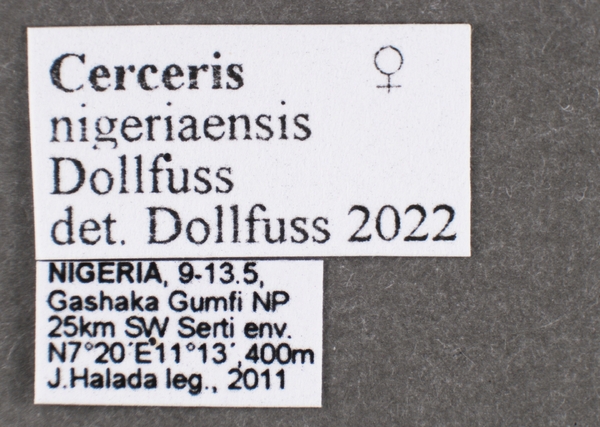 Cerceris ♀
nigeriaensis
Dollfuss
det. Dollfuss 2022
NIGERIA, 9-13.5,
Gashaka Gumfi NP
25km SW Serti env.
N7°20´E11°13´,400m
J.Halada leg., 2011